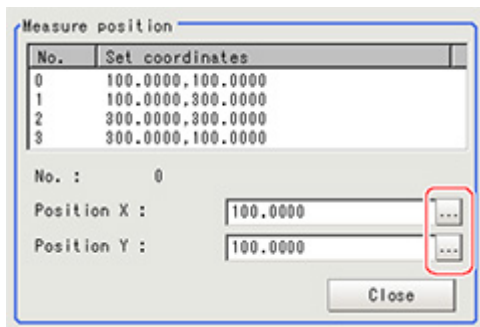 Measure position
No. Set coordinates
0 100.0000,100.0000
1 100.0000,300.0000
2 300.0000,300.0000
3 300.0000,100.0000
No. : 0
Position X : 100.0000 ...
Position Y : 100.0000 ...
Close